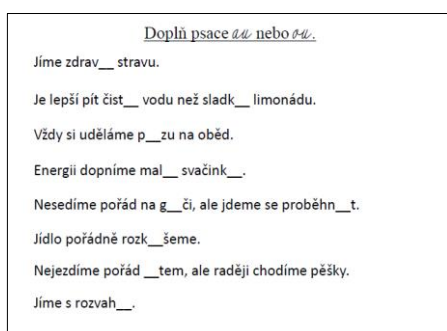 Doplň psace au nebo ou.
Jíme zdrav__ stravu.
Je lepší pít čist__ vodu než sladk__ limonádu.
Vždy si uděláme p__zu na oběd.
Energii dopníme mal__ svačink__.
Nesedíme pořád na g__či, ale jdeme se proběhn__t.
Jídlo pořádně rozk__šeme.
Nejezdíme pořád __tem, ale raději chodíme pěšky.
Jíme s rozvah__.